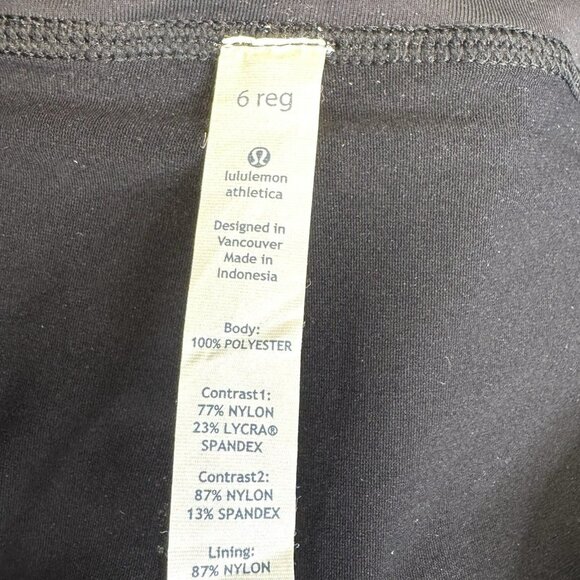 6 reg
lululemon
athletica
Designed in
Vancouver
Made in
Indonesia
Body:
100% POLYESTER
Contrast1:
77% NYLON
23% LYCRA®
SPANDEX
Contrast2:
87% NYLON
13% SPANDEX
Lining:
87% NYLON